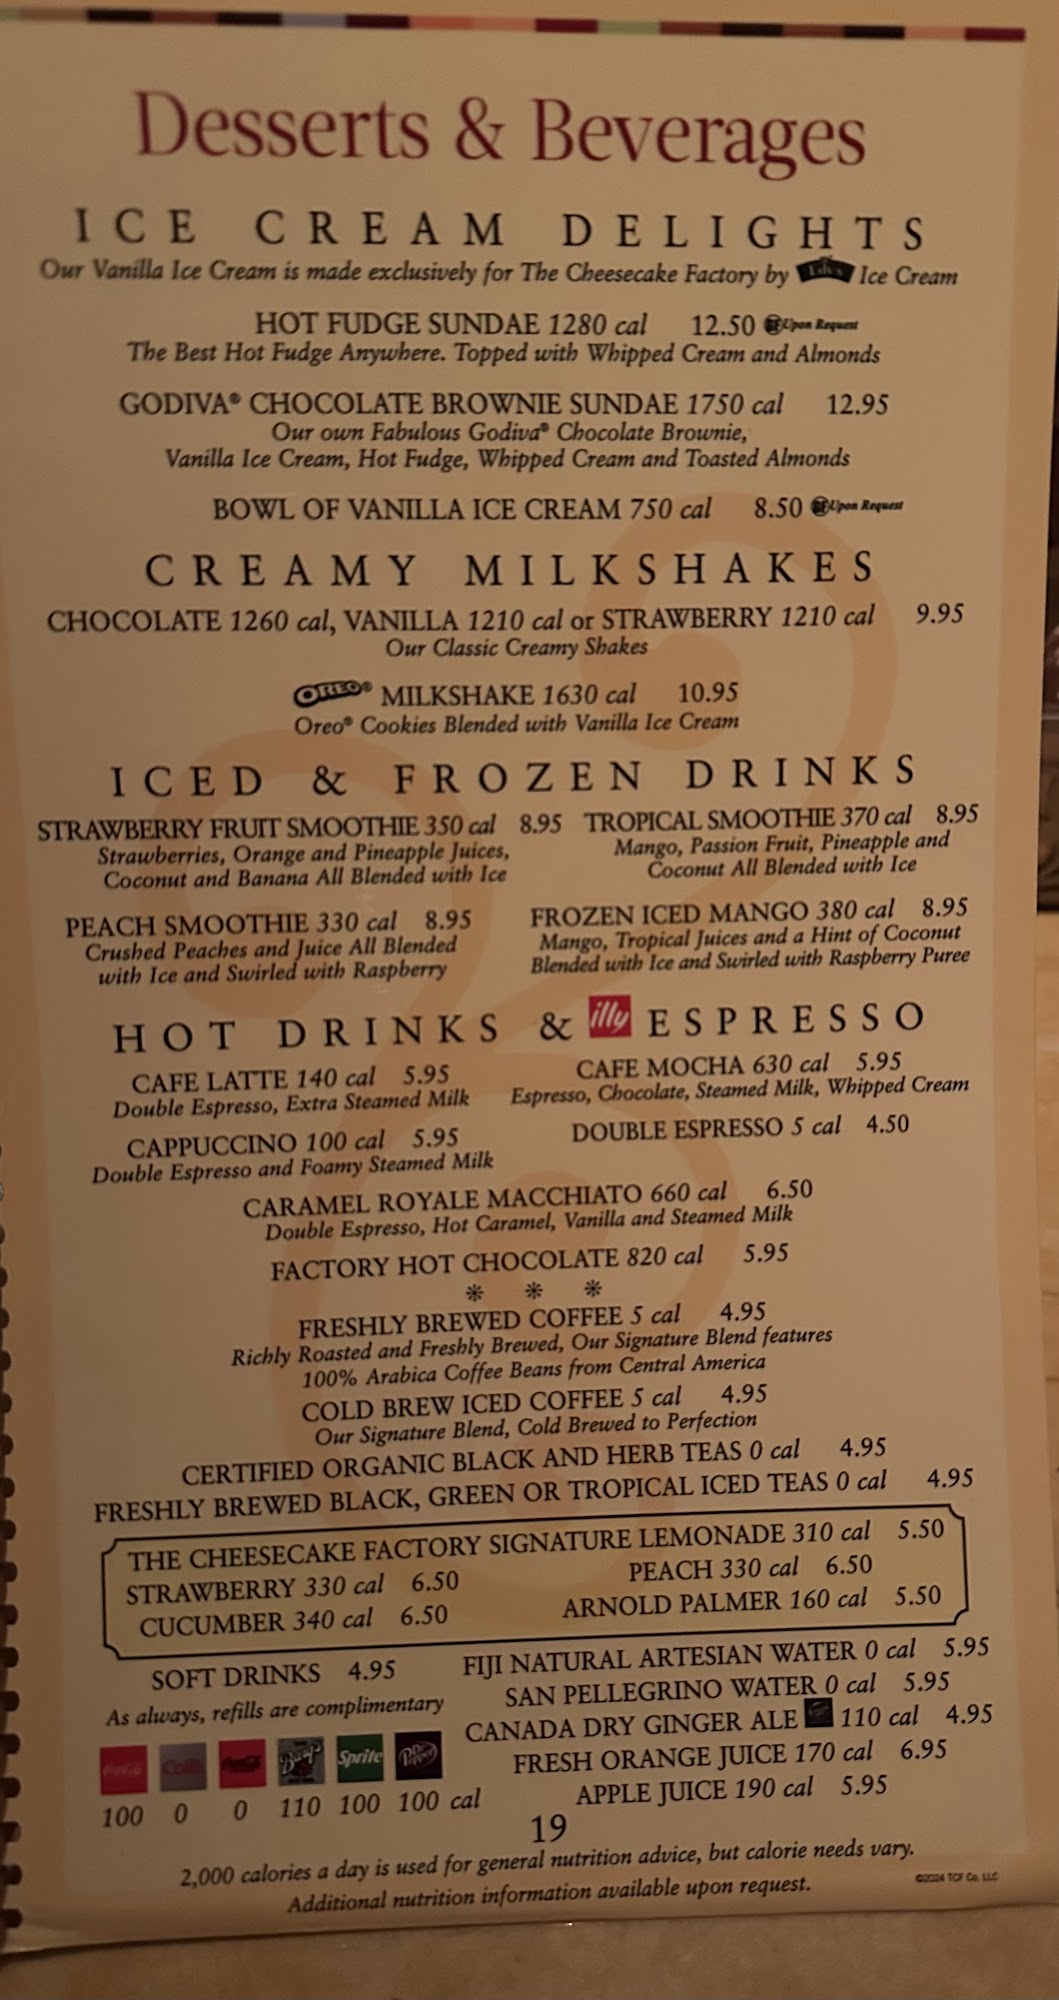 Desserts & Beverages
ICE CREAM DELIGHTS
Our Vanilla Ice Cream is made exclusively for The Cheesecake Factory by Edy's Ice Cream
HOT FUDGE SUNDAE 1280 cal 12.50 GF Upon Request
The Best Hot Fudge Anywhere. Topped with Whipped Cream and Almonds
GODIVA® CHOCOLATE BROWNIE SUNDAE 1750 cal 12.95
Our own Fabulous Godiva® Chocolate Brownie,
Vanilla Ice Cream, Hot Fudge, Whipped Cream and Toasted Almonds
BOWL OF VANILLA ICE CREAM 750 cal 8.50 GF Upon Request
CREAMY MILKSHAKES
CHOCOLATE 1260 cal, VANILLA 1210 cal or STRAWBERRY 1210 cal 9.95
Our Classic Creamy Shakes
OREO® MILKSHAKE 1630 cal 10.95
Oreo® Cookies Blended with Vanilla Ice Cream
ICED & FROZEN DRINKS
STRAWBERRY FRUIT SMOOTHIE 350 cal 8.95
Strawberries, Orange and Pineapple Juices,
Coconut and Banana All Blended with Ice
TROPICAL SMOOTHIE 370 cal 8.95
Mango, Passion Fruit, Pineapple and
Coconut All Blended with Ice
PEACH SMOOTHIE 330 cal 8.95
Crushed Peaches and Juice All Blended
with Ice and Swirled with Raspberry
FROZEN ICED MANGO 380 cal 8.95
Mango, Tropical Juices and a Hint of Coconut
Blended with Ice and Swirled with Raspberry Puree
HOT DRINKS & illy ESPRESSO
CAFE LATTE 140 cal 5.95
Double Espresso, Extra Steamed Milk
CAFE MOCHA 630 cal 5.95
Espresso, Chocolate, Steamed Milk, Whipped Cream
CAPPUCCINO 100 cal 5.95
Double Espresso and Foamy Steamed Milk
DOUBLE ESPRESSO 5 cal 4.50
CARAMEL ROYALE MACCHIATO 660 cal 6.50
Double Espresso, Hot Caramel, Vanilla and Steamed Milk
FACTORY HOT CHOCOLATE 820 cal 5.95
FRESHLY BREWED COFFEE 5 cal 4.95
Richly Roasted and Freshly Brewed, Our Signature Blend features
100% Arabica Coffee Beans from Central America
COLD BREW ICED COFFEE 5 cal 4.95
Our Signature Blend, Cold Brewed to Perfection
CERTIFIED ORGANIC BLACK AND HERB TEAS 0 cal 4.95
FRESHLY BREWED BLACK, GREEN OR TROPICAL ICED TEAS 0 cal 4.95
THE CHEESECAKE FACTORY SIGNATURE LEMONADE 310 cal 5.50
STRAWBERRY 330 cal 6.50
PEACH 330 cal 6.50
CUCUMBER 340 cal 6.50
ARNOLD PALMER 160 cal 5.50
SOFT DRINKS 4.95
As always, refills are complimentary
Coca-Cola Coke Coca-Cola Barq's Sprite Dr Pepper
100 0 0 110 100 100 cal
FIJI NATURAL ARTESIAN WATER 0 cal 5.95
SAN PELLEGRINO WATER 0 cal 5.95
CANADA DRY GINGER ALE 110 cal 4.95
FRESH ORANGE JUICE 170 cal 6.95
APPLE JUICE 190 cal 5.95
19
2,000 calories a day is used for general nutrition advice, but calorie needs vary.
Additional nutrition information available upon request.
©2024 TCF Co. LLC